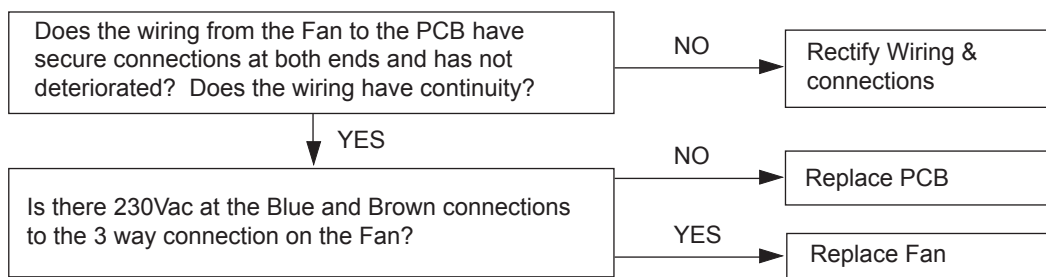 Does the wiring from the Fan to the PCB have
secure connections at both ends and has not
deteriorated?  Does the wiring have continuity?
NO
Rectify Wiring &
connections
YES
Is there 230Vac at the Blue and Brown connections
to the 3 way connection on the Fan?
NO
Replace PCB
YES
Replace Fan